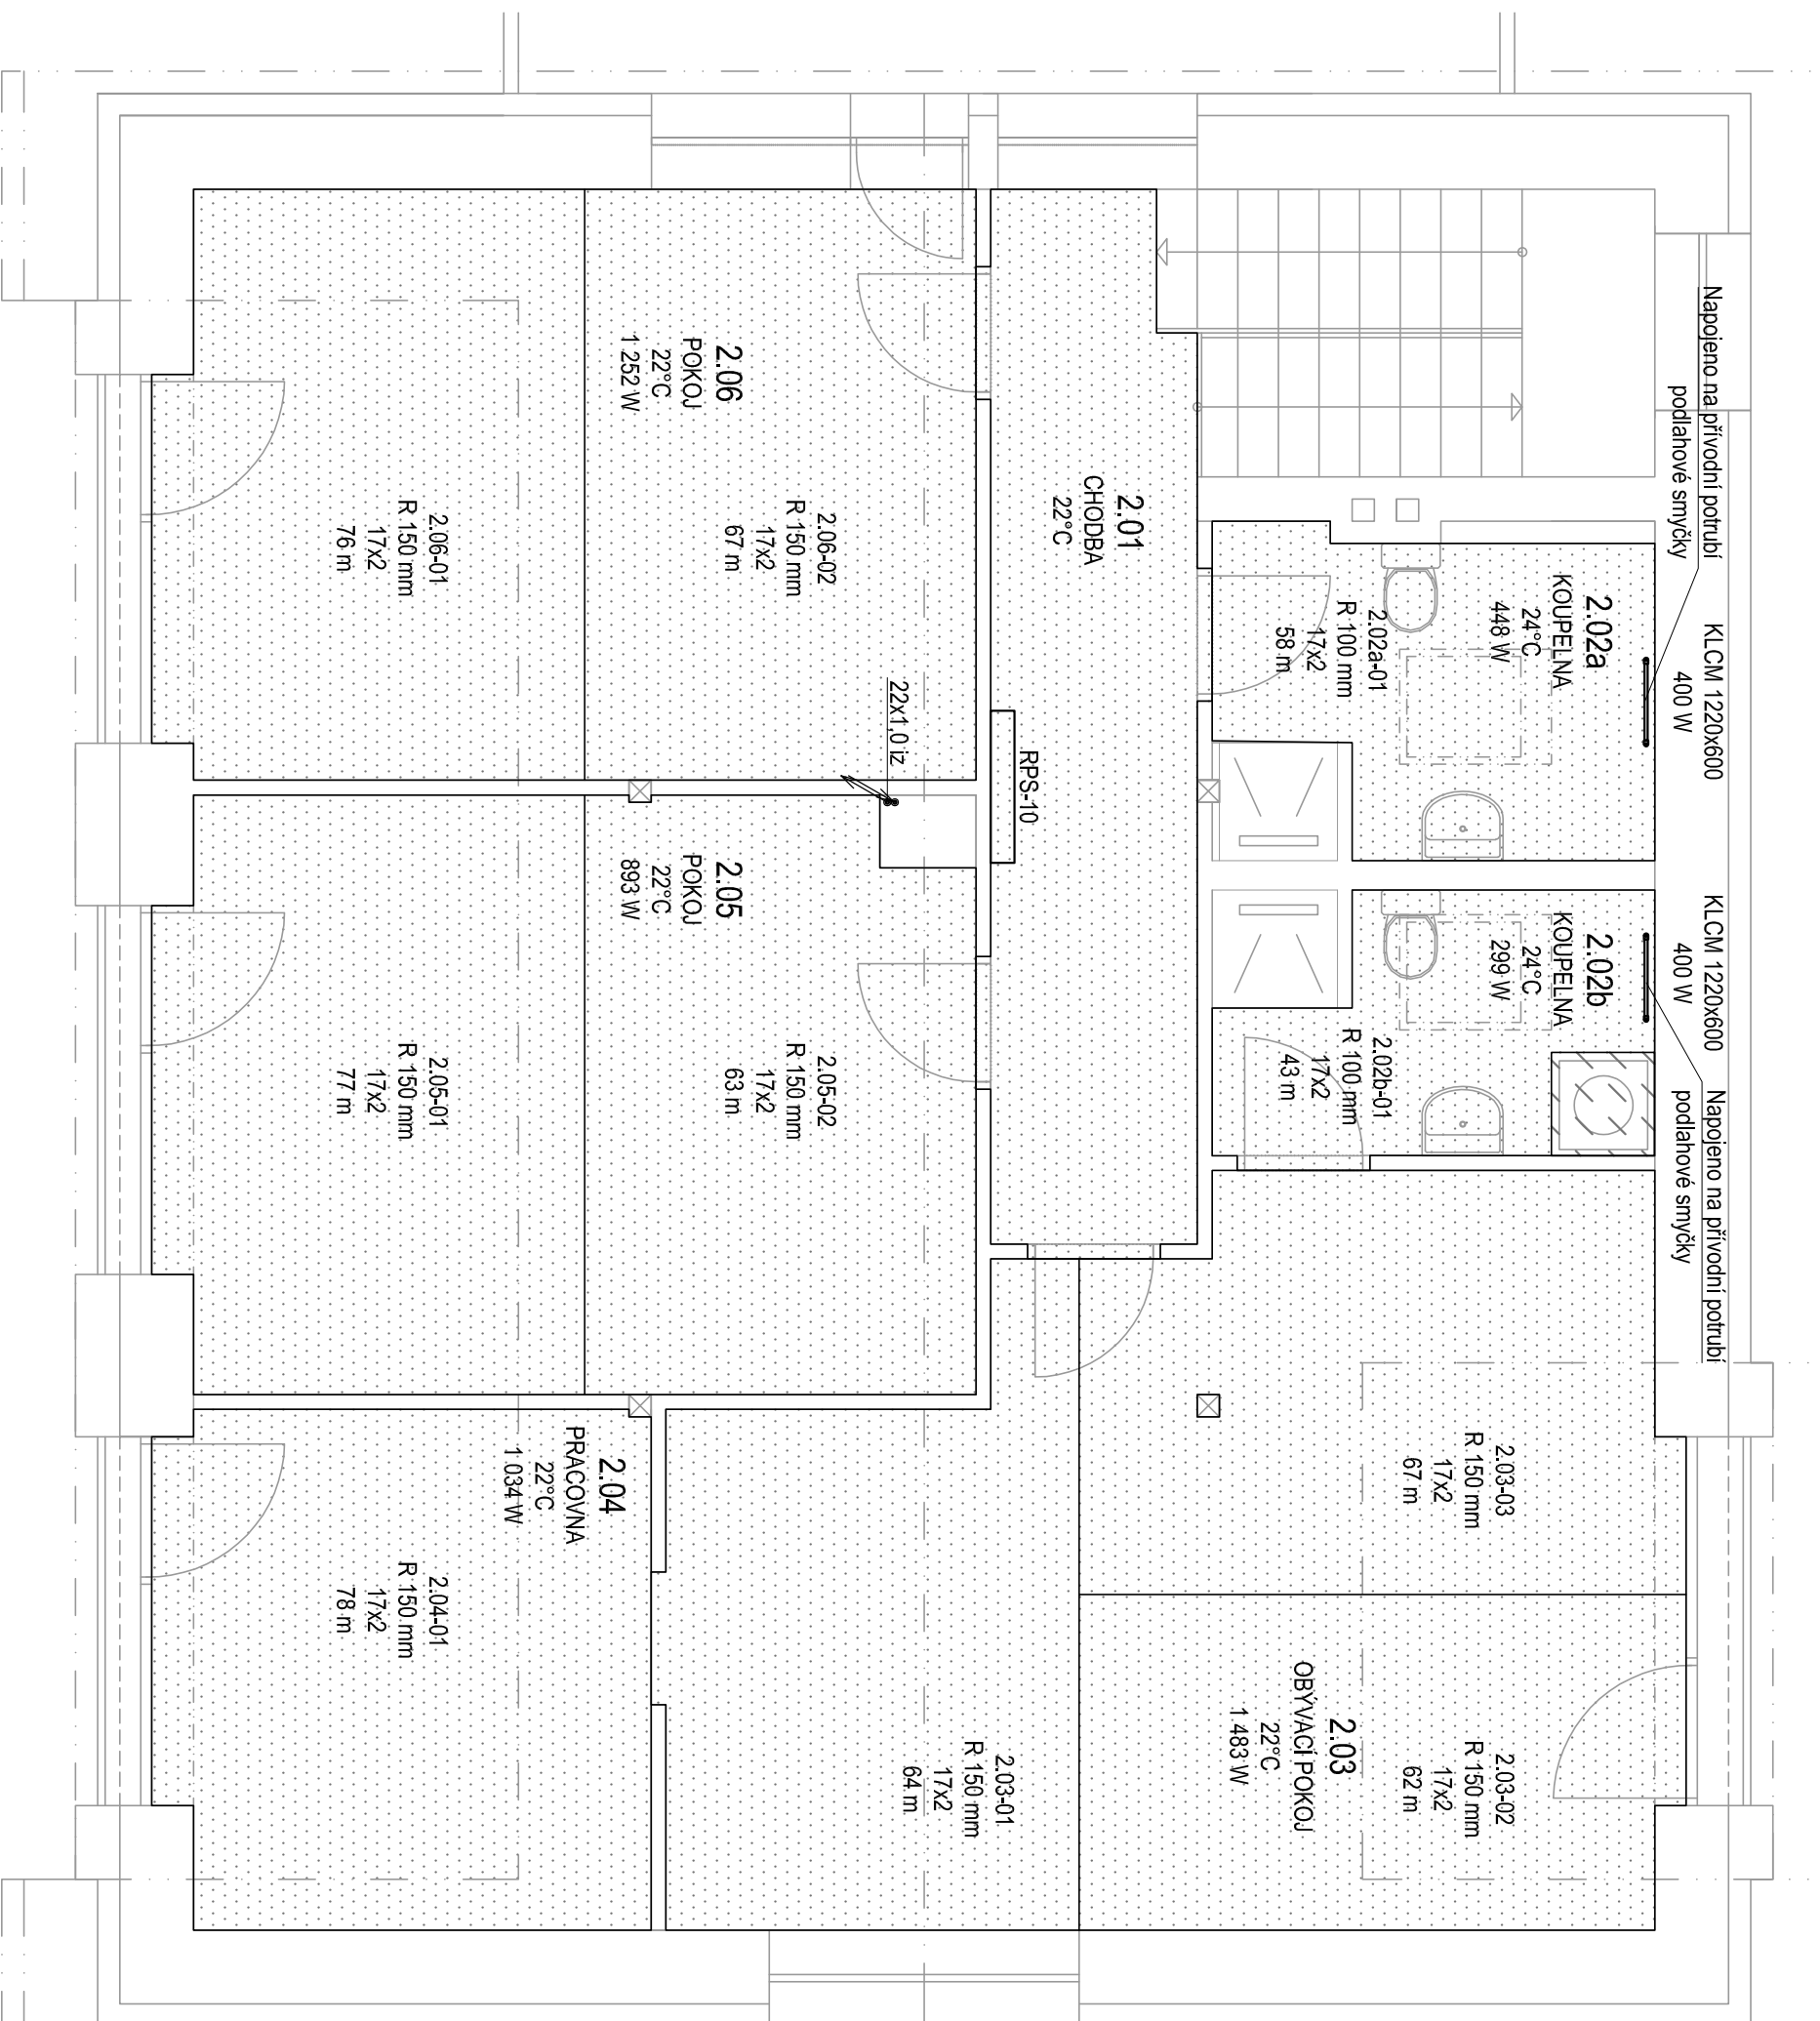 Napojeno na přívodní potrubí
podlahové smyčky
KLCM 1220x600
400 W
KLCM 1220x600
400 W
Napojeno na přívodní potrubí
podlahové smyčky
2.02a
KOUPELNA
24°C
448 W
2.02a-01
R 100 mm
17x2
58 m
2.02b
KOUPELNA
24°C
299 W
2.02b-01
R 100 mm
17x2
43 m
2.03-03
R 150 mm
17x2
67 m
2.03-02
R 150 mm
17x2
62 m
2.03
OBÝVACÍ POKOJ
22°C
1 483 W
2.01
CHODBA
22°C
RPS-10
2.03-01
R 150 mm
17x2
64 m
22x1,0 iz
2.06-02
R 150 mm
17x2
67 m
2.06
POKOJ
22°C
1 252 W
2.05-02
R 150 mm
17x2
63 m
2.05
POKOJ
22°C
893 W
2.04
PRACOVNA
22°C
1 034 W
2.06-01
R 150 mm
17x2
76 m
2.05-01
R 150 mm
17x2
77 m
2.04-01
R 150 mm
17x2
78 m